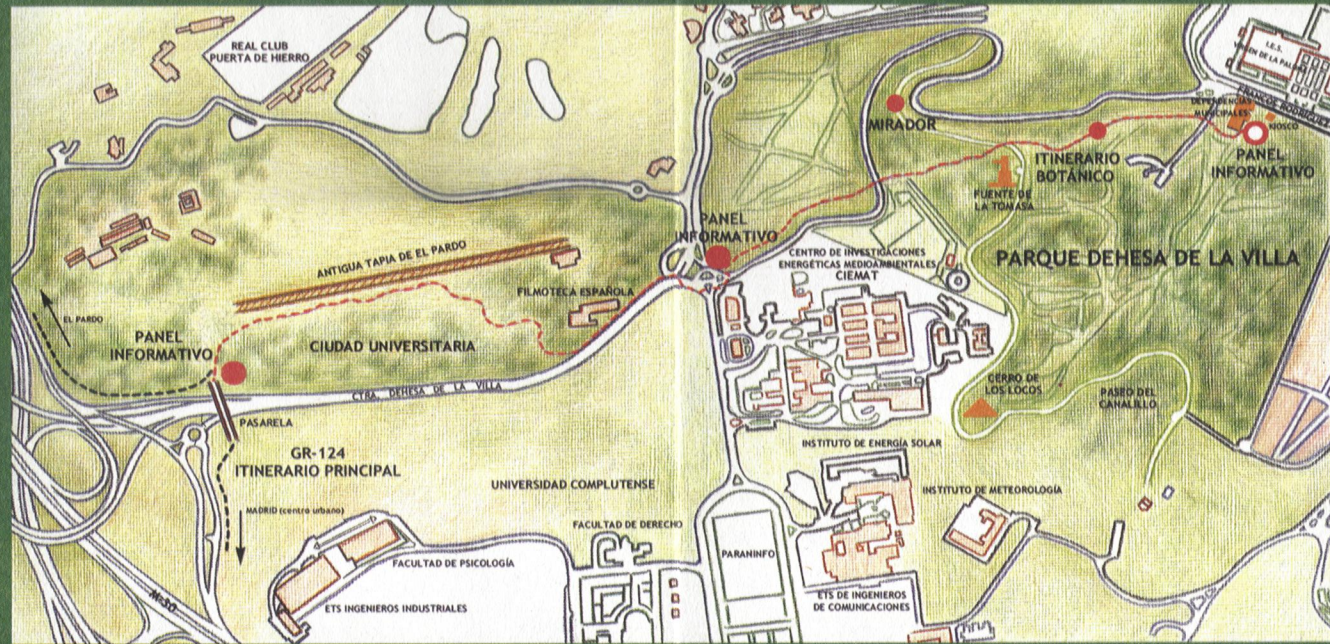 REAL CLUB
PUERTA DE HIERRO
I.E.S.
VIRGEN DE LA PALOMA
FRANCOS RODRIGUEZ
DEPENDENCIAS
MUNICIPALES
KIOSCO
MIRADOR
ITINERARIO
BOTÁNICO
PANEL
INFORMATIVO
FUENTE DE
LA TOMASA
PANEL
INFORMATIVO
ANTIGUA TAPIA DE EL PARDO
CENTRO DE INVESTIGACIONES
ENERGÉTICAS MEDIOAMBIENTALES
CIEMAT
PARQUE DEHESA DE LA VILLA
FILMOTECA ESPAÑOLA
EL PARDO
PANEL
INFORMATIVO
CIUDAD UNIVERSITARIA
CTRA. DEHESA DE LA VILLA
CERRO DE
LOS LOCOS
PASEO DEL
CANALILLO
PASARELA
GR-124
ITINERARIO PRINCIPAL
INSTITUTO DE ENERGÍA SOLAR
UNIVERSIDAD COMPLUTENSE
INSTITUTO DE METEOROLOGÍA
MADRID (centro urbano)
FACULTAD DE DERECHO
PARANINFO
FACULTAD DE PSICOLOGÍA
M-30
ETS INGENIEROS INDUSTRIALES
ETS DE INGENIEROS
DE COMUNICACIONES